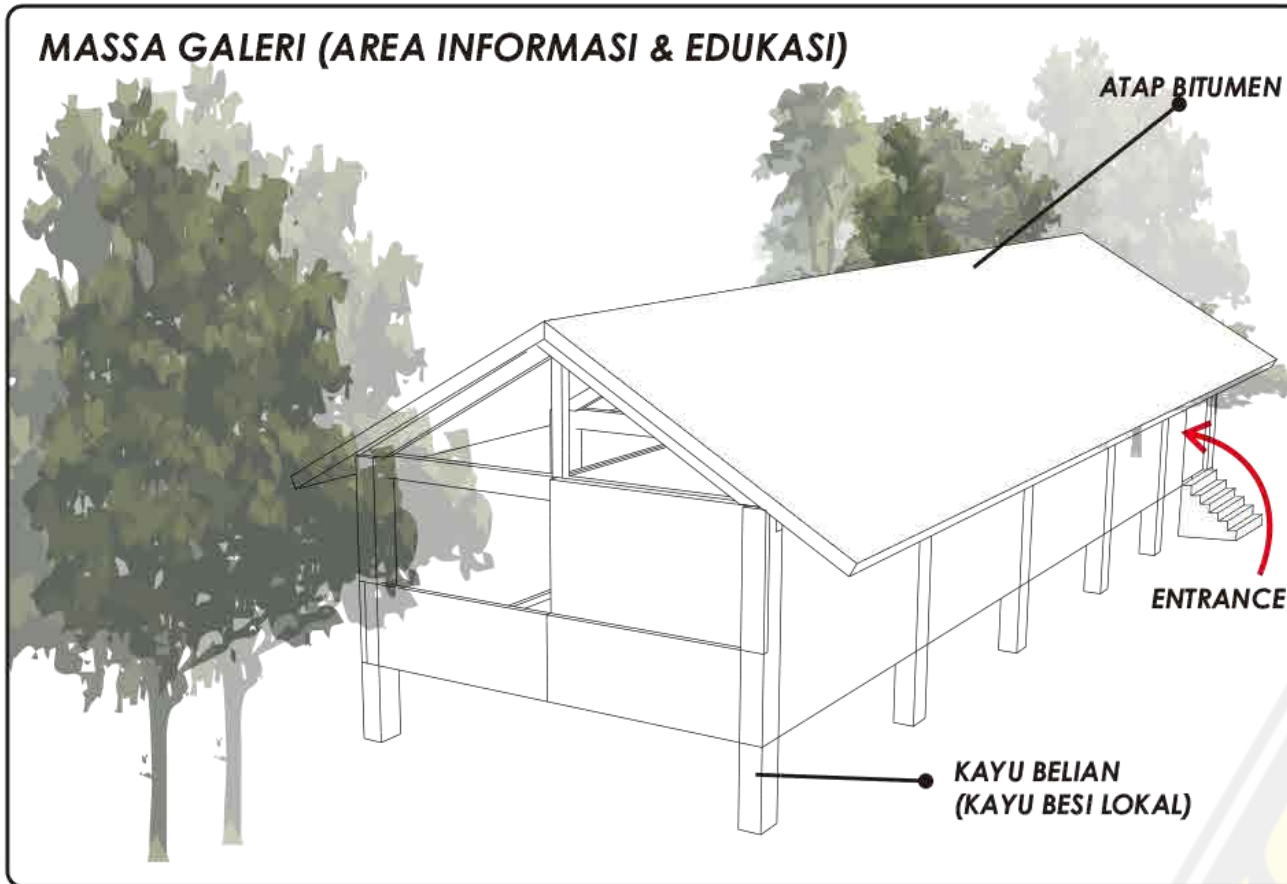 MASSA GALERI (AREA INFORMASI & EDUKASI)
ATAP BITUMEN
ENTRANCE
KAYU BELIAN
(KAYU BESI LOKAL)